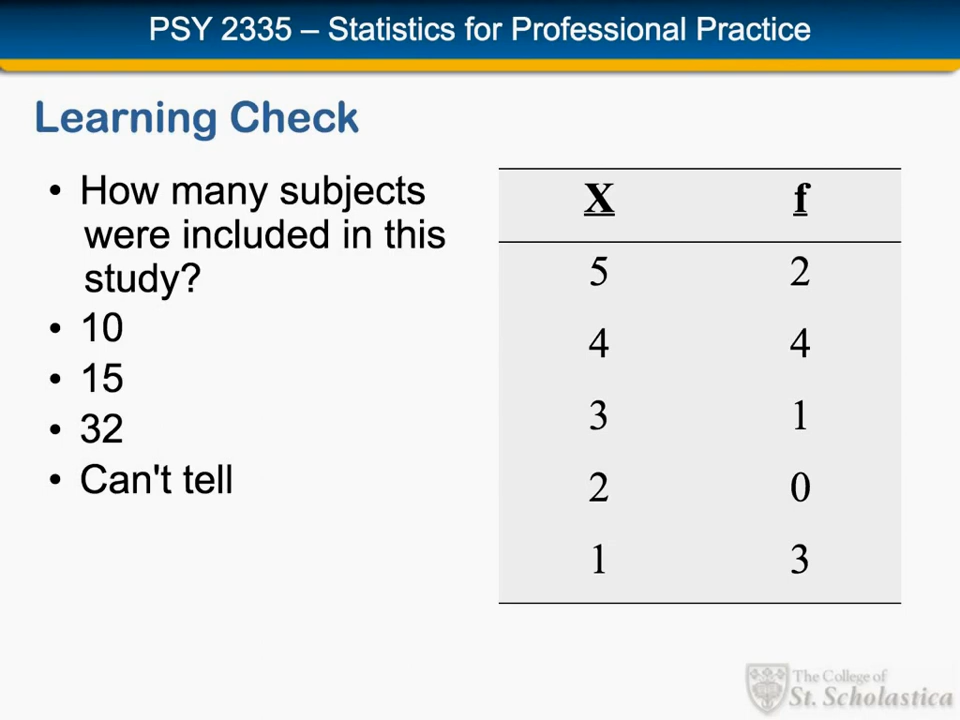 PSY 2335 – Statistics for Professional Practice
Learning Check
• How many subjects
were included in this
study?
• 10
• 15
• 32
• Can't tell
X f
5 2
4 4
3 1
2 0
1 3
The College of
St. Scholastica